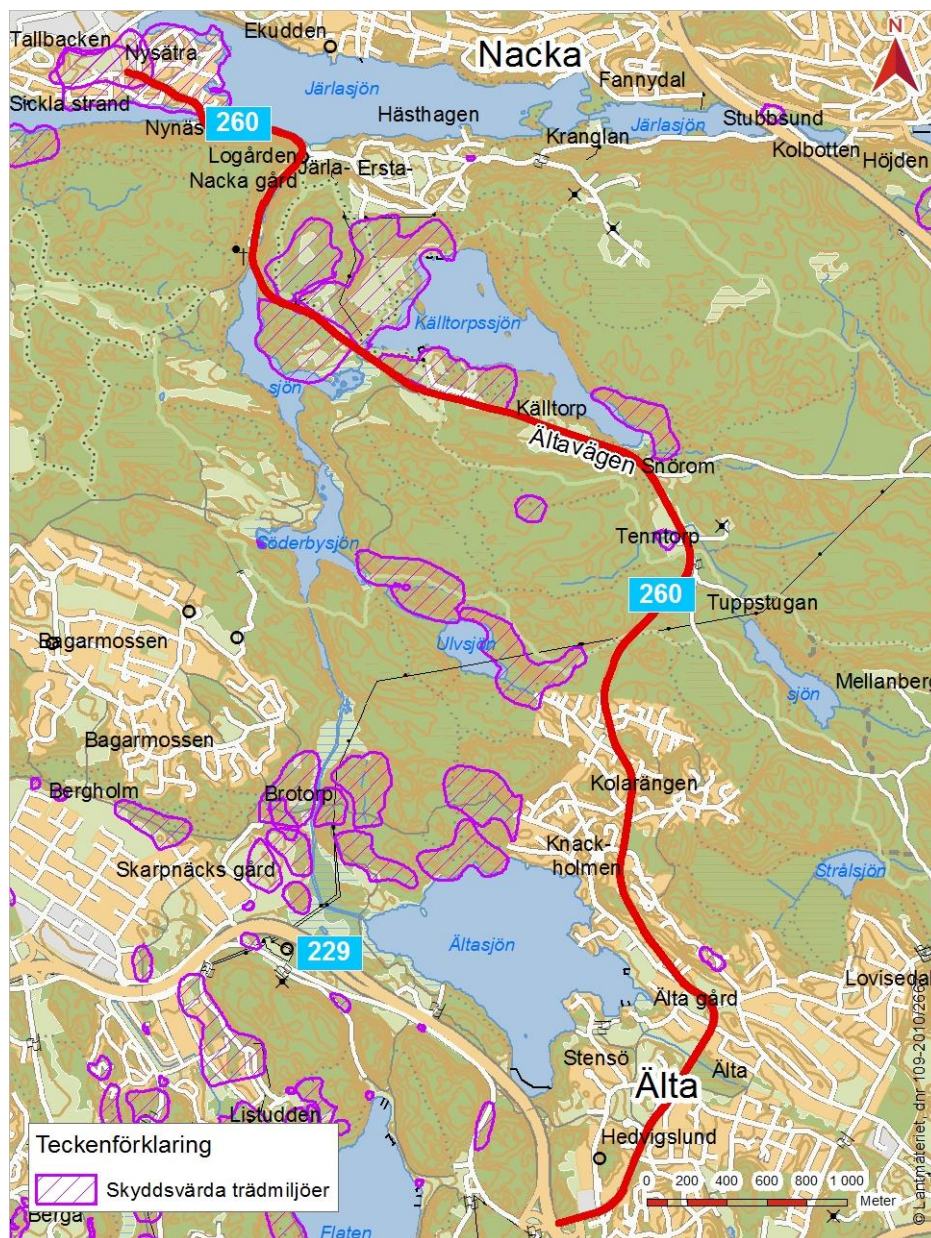 Tallbacken
Nysätra
Ekudden
Nacka
N
Fannydal
Järlasjön
Sickla strand
Hästhagen
Järlasjön
Stubbsund
Nynäs
260
Kranglan
Kolbotten
Höjden
Logården
Järla-
Ersta-
Nacka gård
Källtorpssjön
sjön
Källtorp
Ältavägen
Snörom
Tenntorp
Söderbysjön
260
Tuppstugan
Bagarmossen
Ulvsjön
sjön
Mellanberg
Bagarmossen
Kolarängen
Bergholm
Brotorp
Knack-
holmen
Skarpnäcks gård
Strålsjön
Ältasjön
229
Lovisedal
Älta gård
Stensö
Älta
Älta
Listudden
Hedvigslund
Teckenförklaring
Skyddsvärda trädmiljöer
Berga
Flaten
0 200 400 600 800 1 000
Meter
© Lantmäteriet, dnr 109-2010/2667